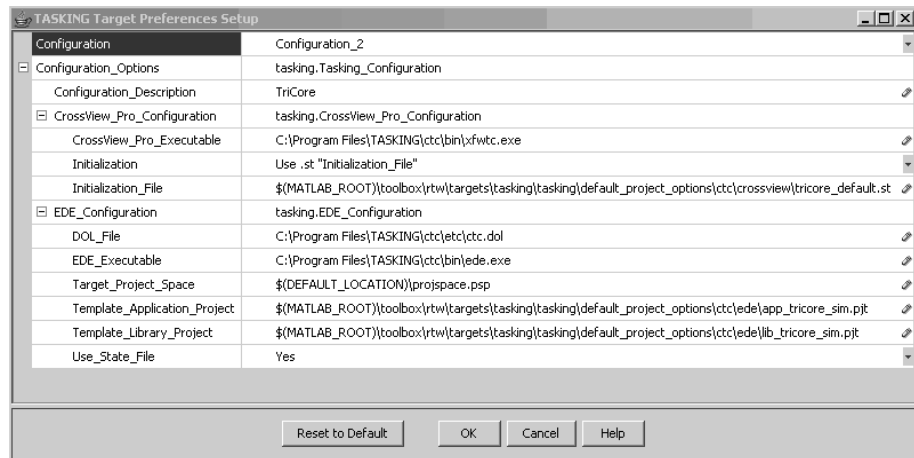 TASKING Target Preferences Setup
Configuration Configuration_2
Configuration_Options tasking.Tasking_Configuration
Configuration_Description TriCore
CrossView_Pro_Configuration tasking.CrossView_Pro_Configuration
CrossView_Pro_Executable C:\Program Files\TASKING\ctc\bin\xfwtc.exe
Initialization Use .st "Initialization_File"
Initialization_File $(MATLAB_ROOT)\toolbox\rtw\targets\tasking\tasking\default_project_options\ctc\crossview\tricore_default.st
EDE_Configuration tasking.EDE_Configuration
DOL_File C:\Program Files\TASKING\ctc\etc\ctc.dol
EDE_Executable C:\Program Files\TASKING\ctc\bin\ede.exe
Target_Project_Space $(DEFAULT_LOCATION)\projspace.psp
Template_Application_Project $(MATLAB_ROOT)\toolbox\rtw\targets\tasking\tasking\default_project_options\ctc\ede\app_tricore_sim.pjt
Template_Library_Project $(MATLAB_ROOT)\toolbox\rtw\targets\tasking\tasking\default_project_options\ctc\ede\lib_tricore_sim.pjt
Use_State_File Yes
Reset to Default OK Cancel Help